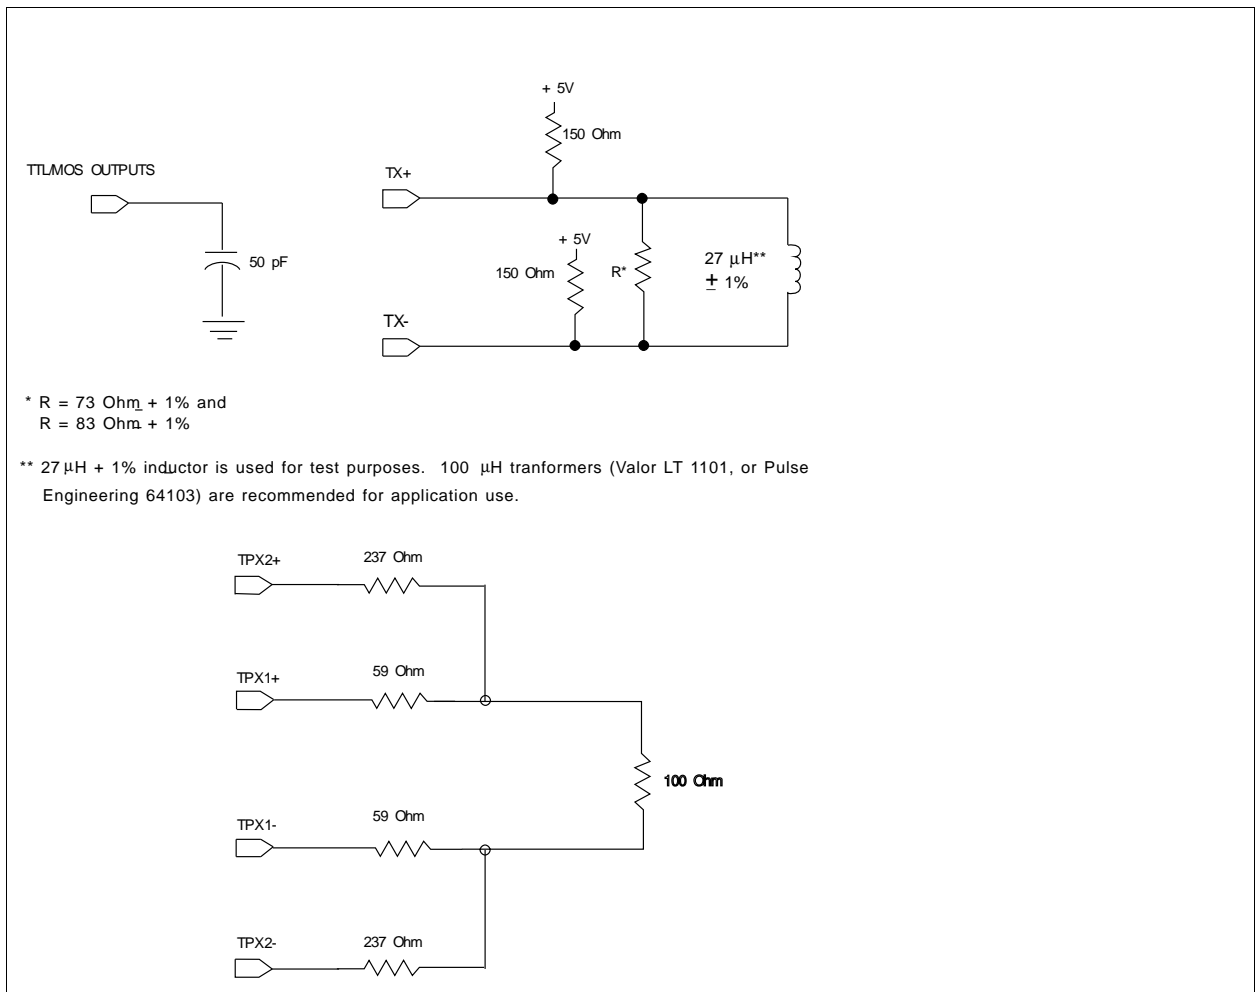 + 5V
150 Ohm
TTL/MOS OUTPUTS
TX+
+ 5V
50 pF
150 Ohm
R*
27 μH**
± 1%
TX-
* R = 73 Ohm ± 1% and
R = 83 Ohm ± 1%
** 27 μH ± 1% inductor is used for test purposes. 100 μH tranformers (Valor LT 1101, or Pulse
Engineering 64103) are recommended for application use.
TPX2+
237 Ohm
TPX1+
59 Ohm
100 Ohm
TPX1-
59 Ohm
TPX2-
237 Ohm